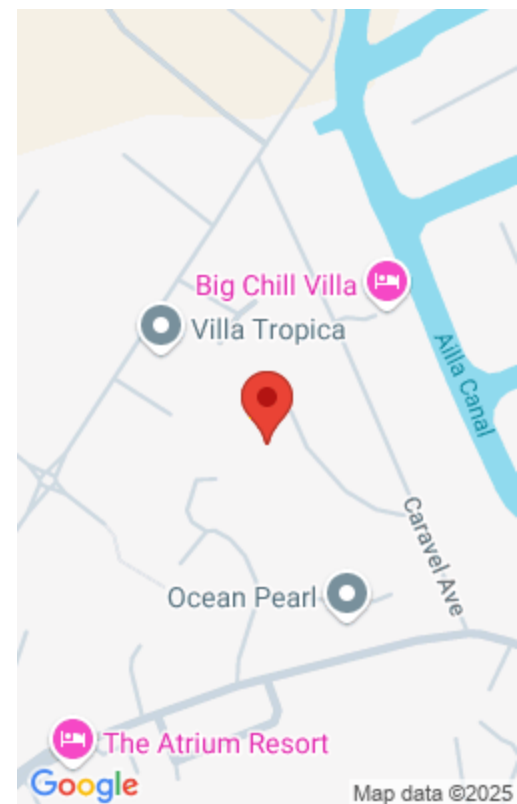 Big Chill Villa
Villa Tropica
Ailla Canal
Caravel Ave
Ocean Pearl
The Atrium Resort
Google
Map data ©2025